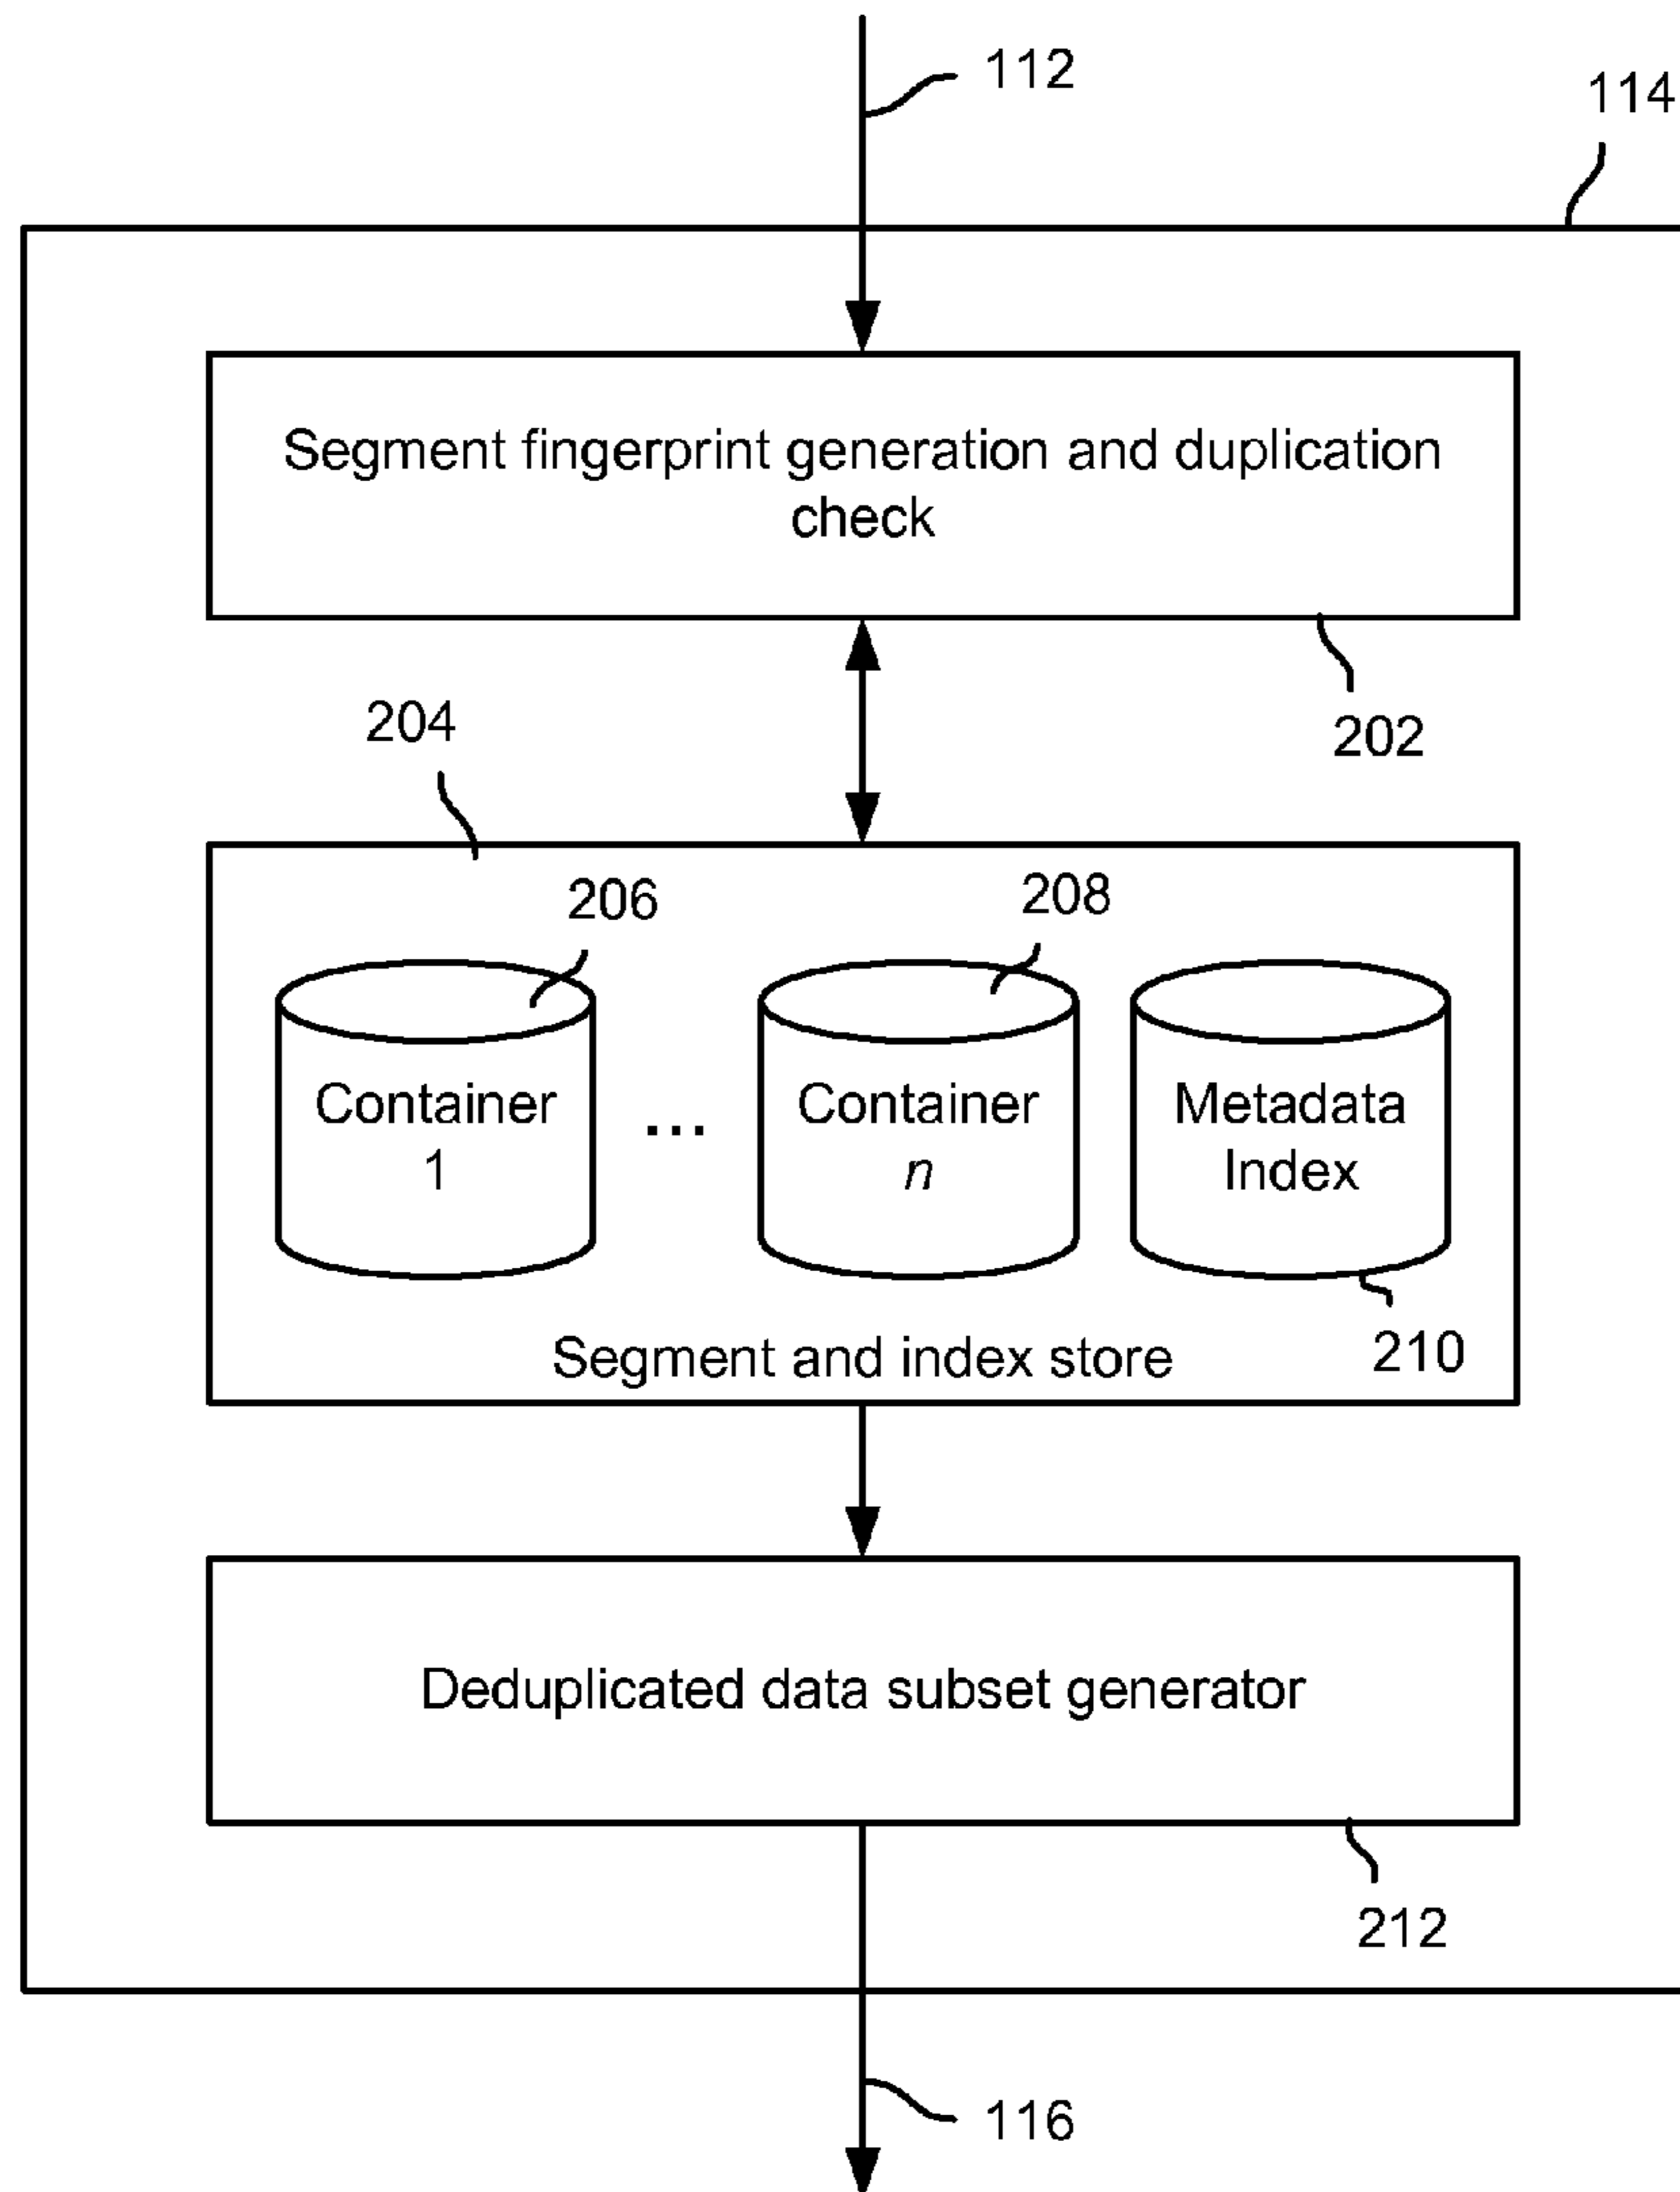 112
114
Segment fingerprint generation and duplication
check
202
204
206
208
Container
1
...
Container
n
Metadata
Index
210
Segment and index store
Deduplicated data subset generator
212
116